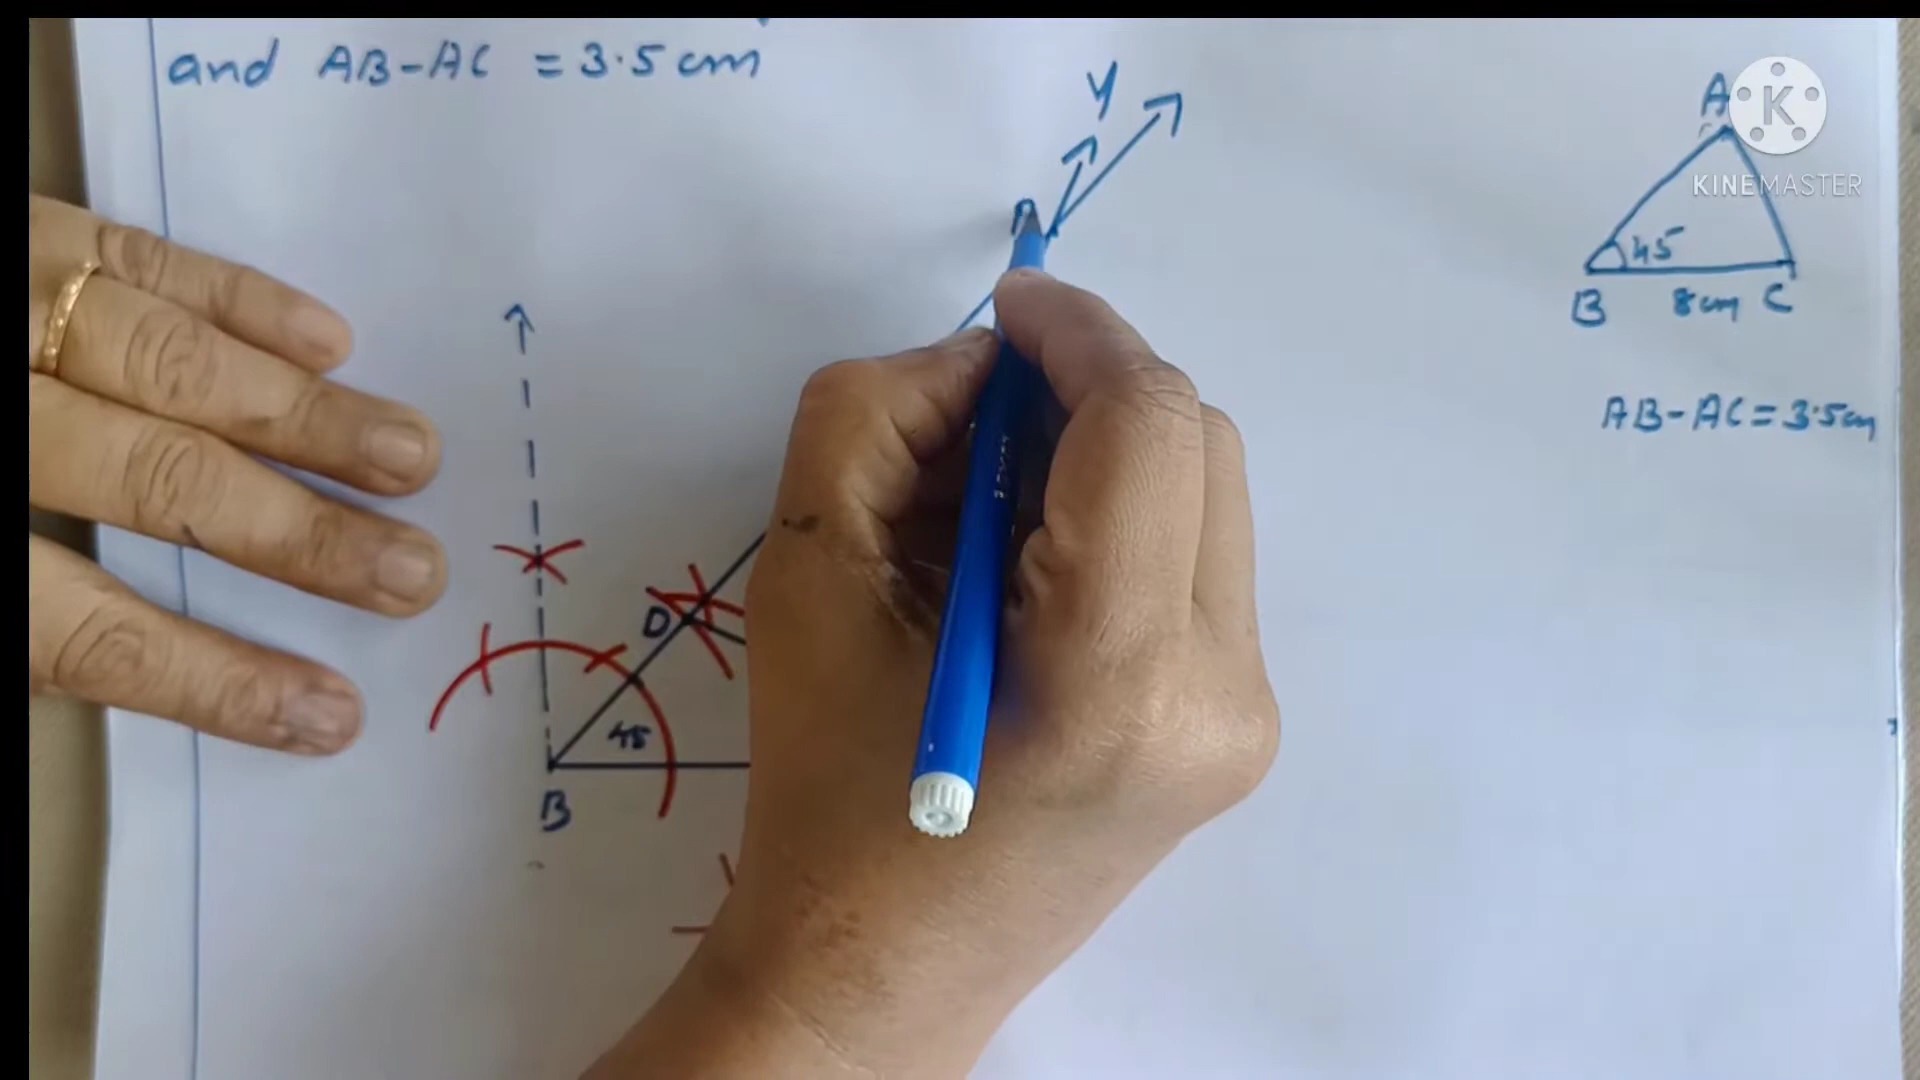 and AB-AC = 3.5 cm
Y
A
K
KINEMASTER
A
45
B 8cm C
AB-AC=3.5cm
D
45
B